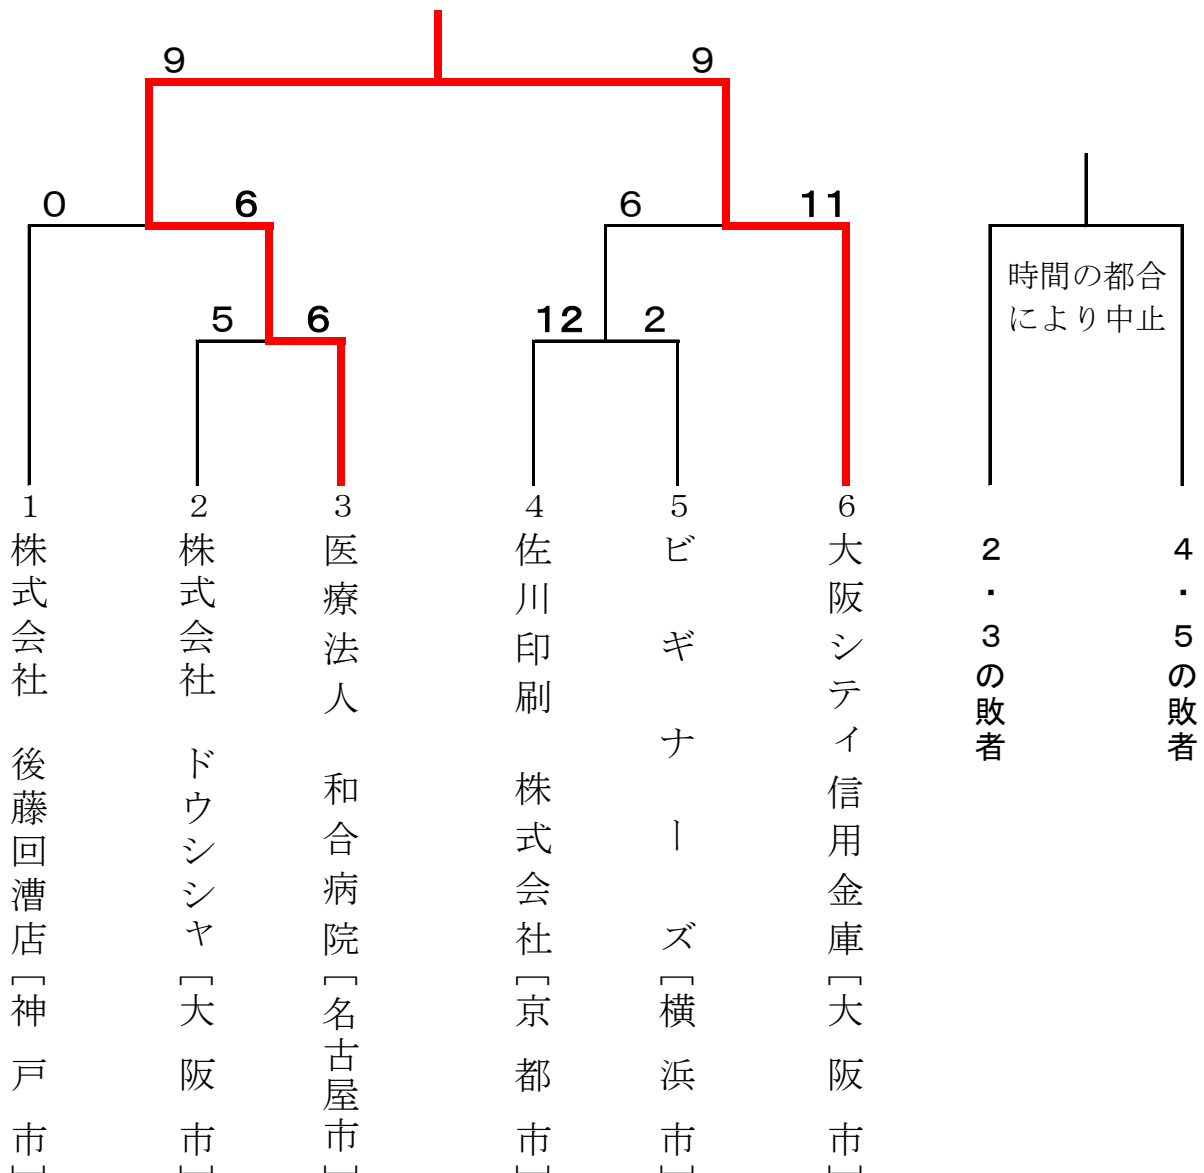 9 9
0 6 6 11
5 6 12 2
時間の都合
により中止
1 株式会社 後藤回漕店[神戸市]
2 株式会社 ドウシシャ[大阪市]
3 医療法人 和合病院[名古屋市]
4 佐川印刷 株式会社[京都市]
5 ビギナーズ[横浜市]
6 大阪シティ信用金庫[大阪市]
2・3の敗者
4・5の敗者